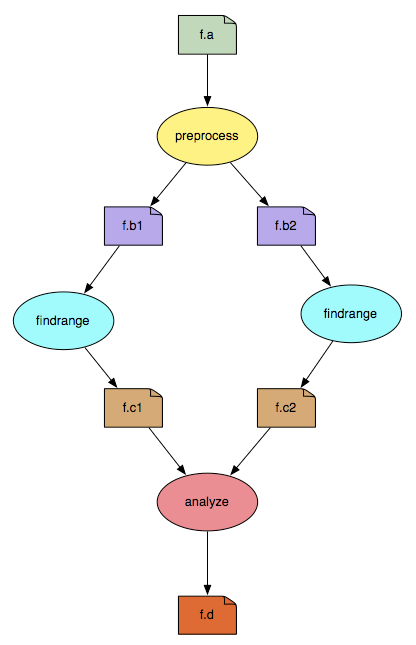 f.a
preprocess
f.b1
f.b2
findrange
findrange
f.c1
f.c2
analyze
f.d